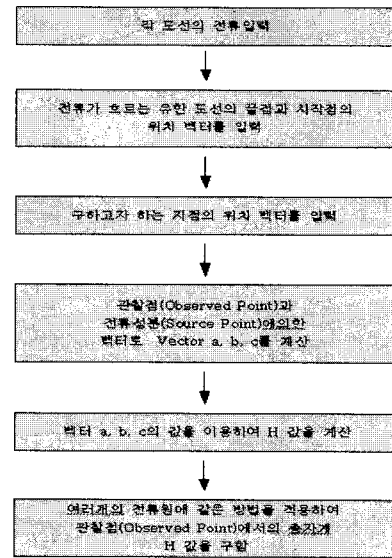 각 도선의 전류입력
전류가 흐르는 유한 도선의 끝점과 시작점의
위치 벡터를 입력
구하고자 하는 지점의 위치 벡터를 입력
관찰점(Observed Point)과
전류성분(Source Point)에의한
벡터로 Vector a, b, c를 계산
벡터 a, b, c의 값을 이용하여 H 값을 계산
여러개의 전류원에 같은 방법을 적용하여
관찰점(Observed Point)에서의 총자계
H 값을 구함